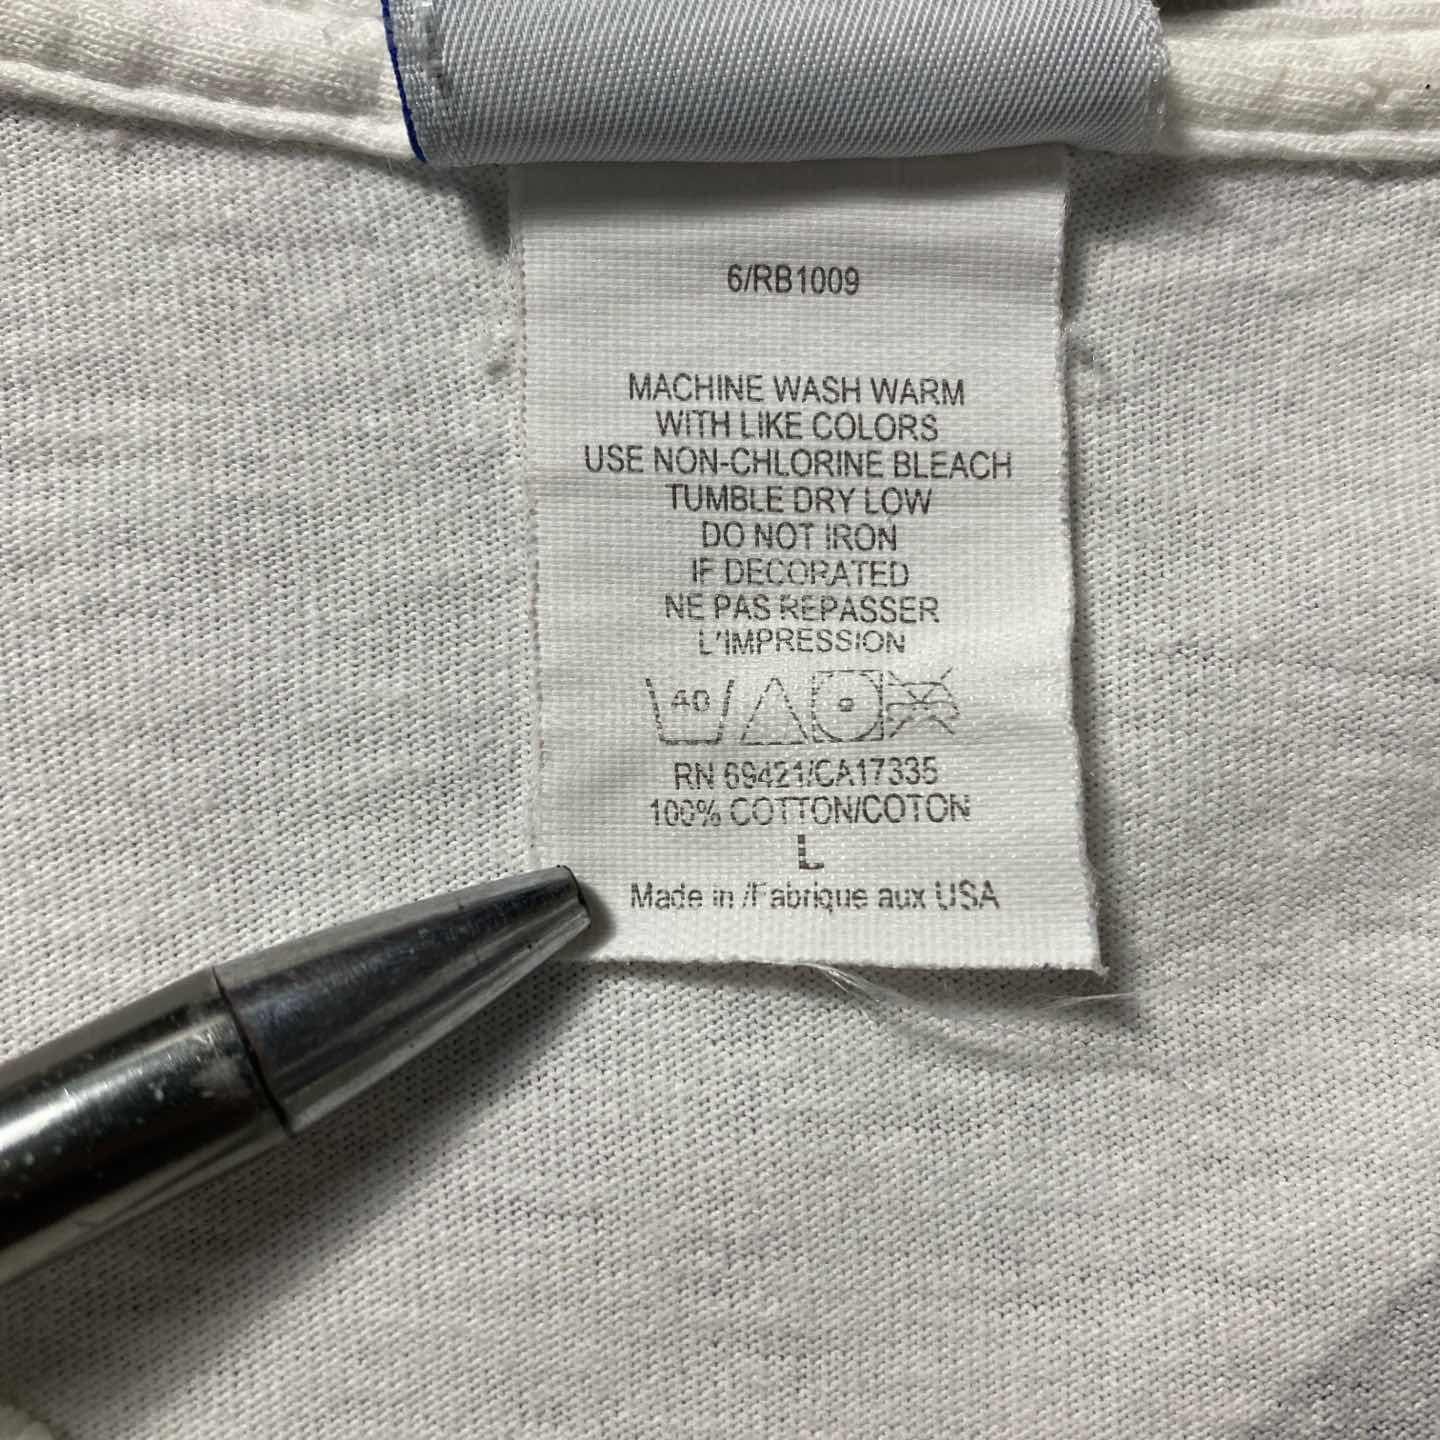 6/RB1009
MACHINE WASH WARM
WITH LIKE COLORS
USE NON-CHLORINE BLEACH
TUMBLE DRY LOW
DO NOT IRON
IF DECORATED
NE PAS REPASSER
L'IMPRESSION
40
RN 69421/CA17335
100% COTTON/COTON
L
Made in /Fabrique aux USA